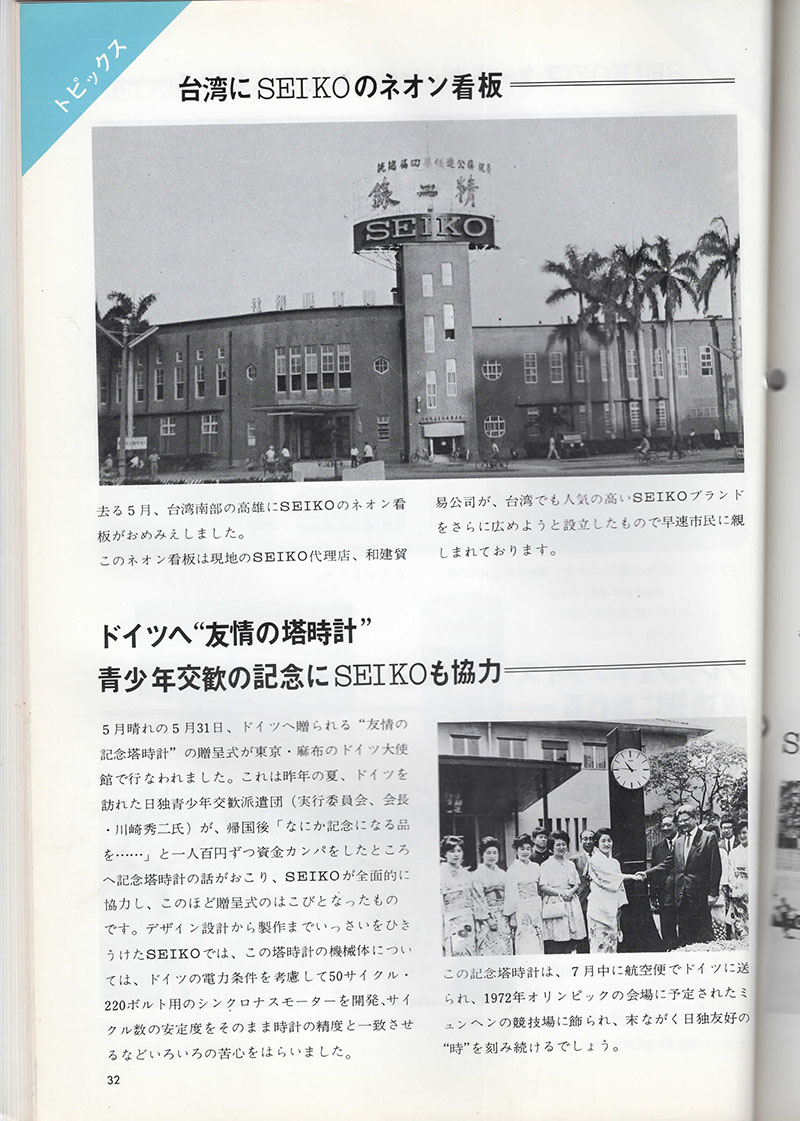 トピックス
台湾にSEIKOのネオン看板
精工錶
SEIKO
去る5月、台湾南部の高雄にSEIKOのネオン看
板がおめみえしました。
このネオン看板は現地のSEIKO代理店、和建貿
易公司が、台湾でも人気の高いSEIKOブランド
をさらに広めようと設立したもので早速市民に親
しまれております。
ドイツへ“友情の塔時計”
青少年交歓の記念にSEIKOも協力
5月晴れの5月31日、ドイツへ贈られる“友情の
記念塔時計”の贈呈式が東京・麻布のドイツ大使
館で行なわれました。これは昨年の夏、ドイツを
訪れた日独青少年交歓派遣団（実行委員会、会長
・川崎秀二氏）が、帰国後「なにか記念になる品
を……」と一人百円ずつ資金カンパをしたところ
へ記念塔時計の話がおこり、SEIKOが全面的に
協力し、このほど贈呈式のはこびとなったもの
です。デザイン設計から製作までいっさいをひき
うけたSEIKOでは、この塔時計の機械体につい
ては、ドイツの電力条件を考慮して50サイクル・
220ボルト用のシンクロナスモーターを開発、サイ
クル数の安定度をそのまま時計の精度と一致させ
るなどいろいろの苦心をはらいました。
この記念塔時計は、7月中に航空便でドイツに送
られ、1972年オリンピックの会場に予定されたミ
ュンヘンの競技場に飾られ、末ながく日独友好の
“時”を刻み続けるでしょう。
32